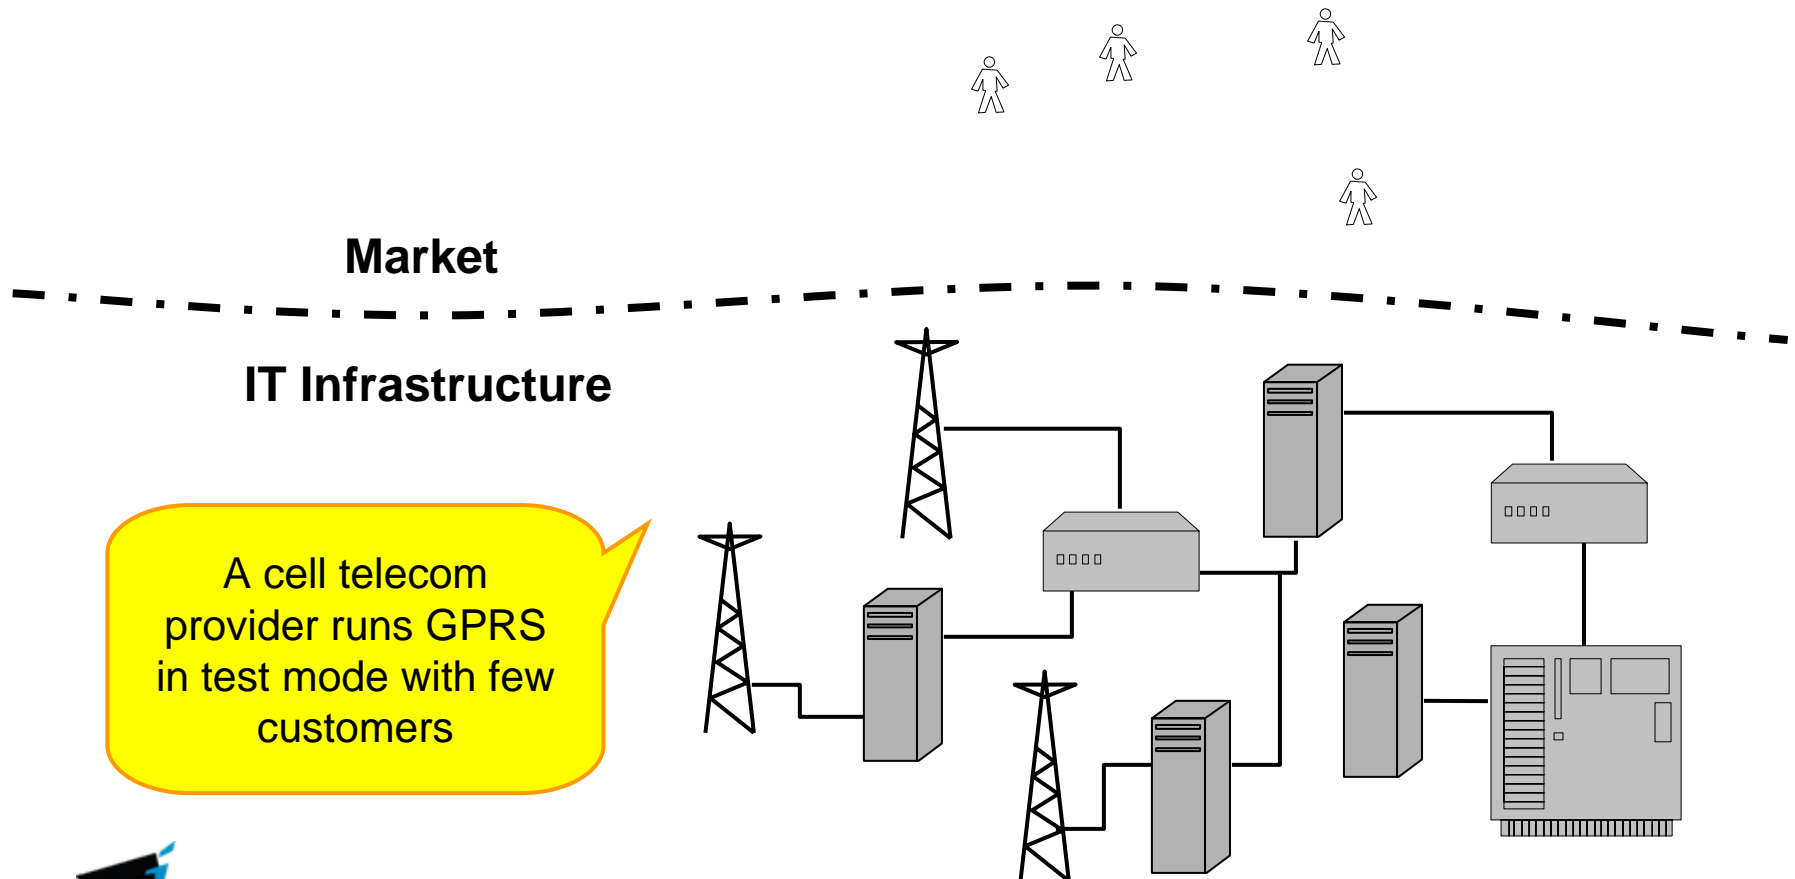 Market
IT Infrastructure
A cell telecom
provider runs GPRS
in test mode with few
customers